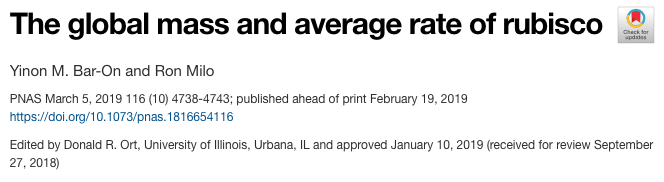 The global mass and average rate of rubisco
Check for
updates
Yinon M. Bar-On and Ron Milo
PNAS March 5, 2019 116 (10) 4738-4743; published ahead of print February 19, 2019
https://doi.org/10.1073/pnas.1816654116
Edited by Donald R. Ort, University of Illinois, Urbana, IL and approved January 10, 2019 (received for review September
27, 2018)